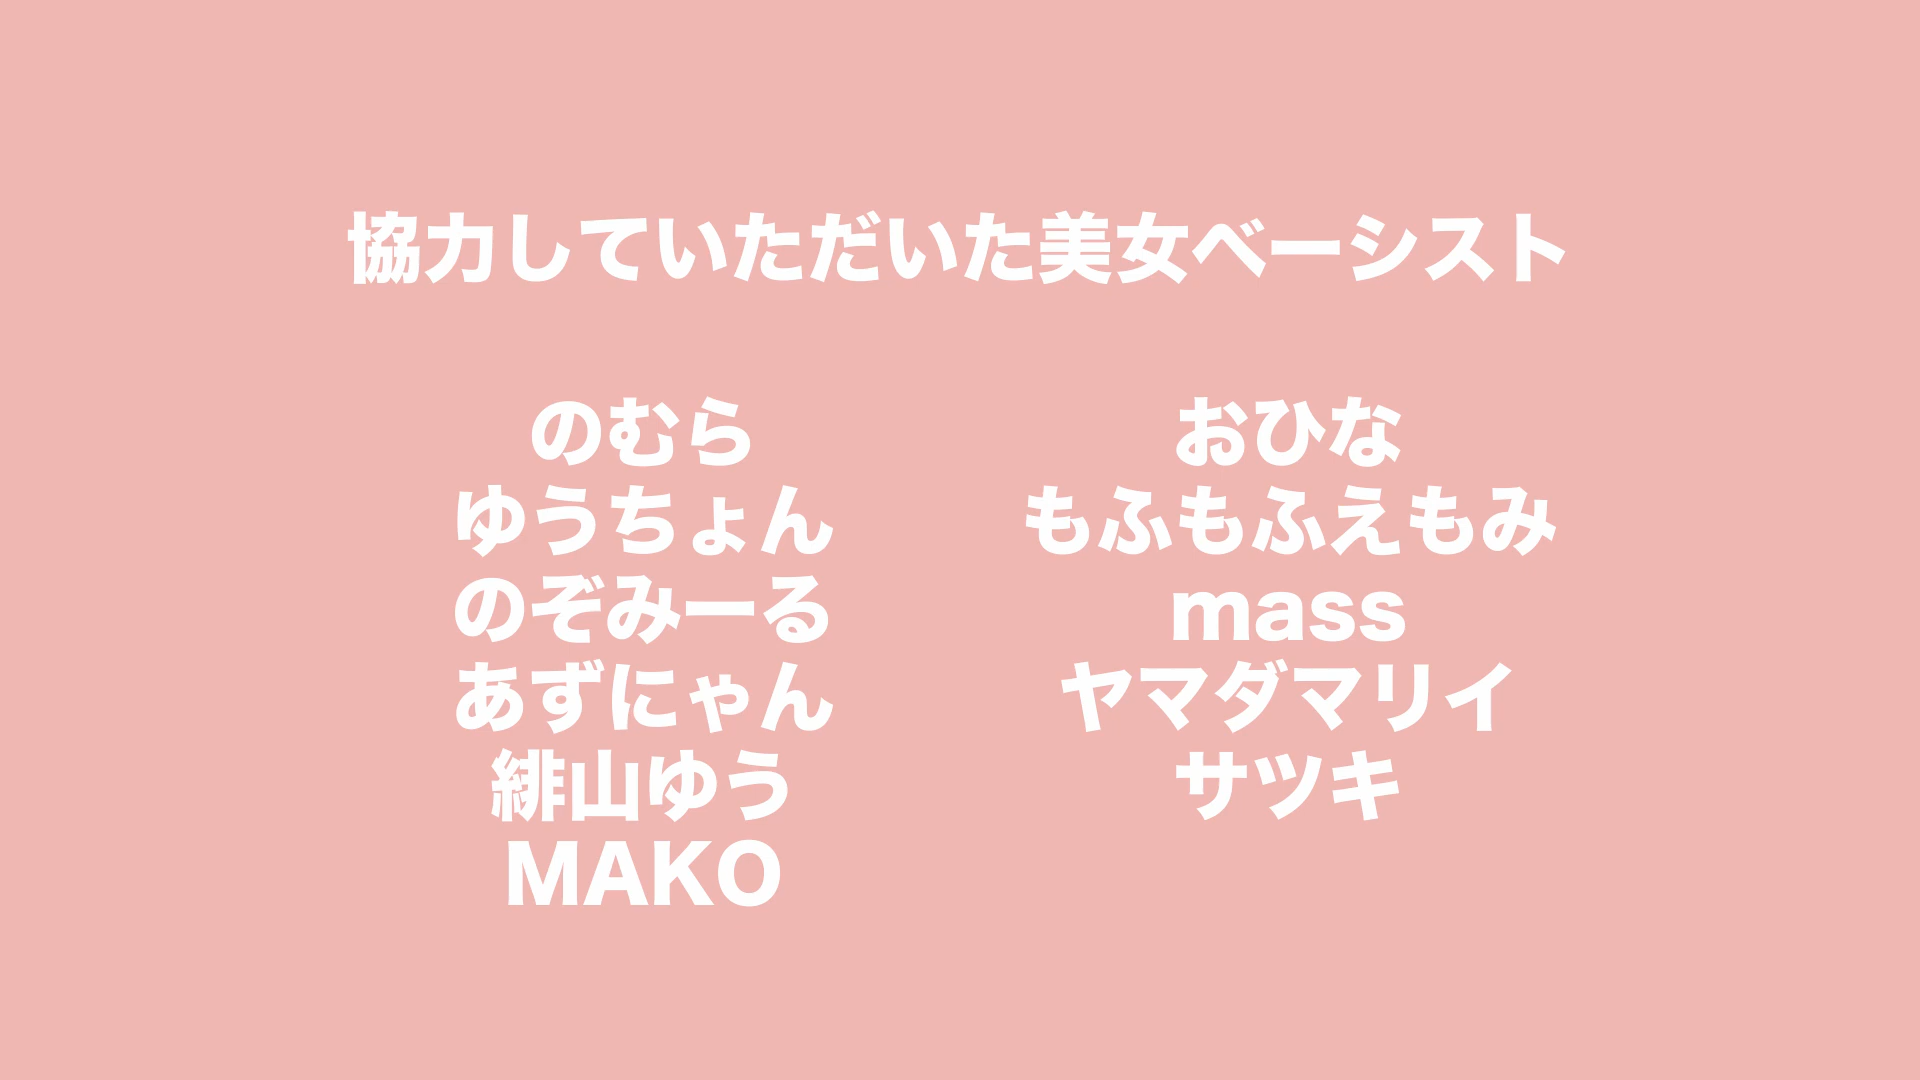 協力していただいた美女ベーシスト
のむら
ゆうちょん
のぞみーる
あずにゃん
緋山ゆう
MAKO
おひな
もふもふえもみ
mass
ヤマダマリイ
サツキ